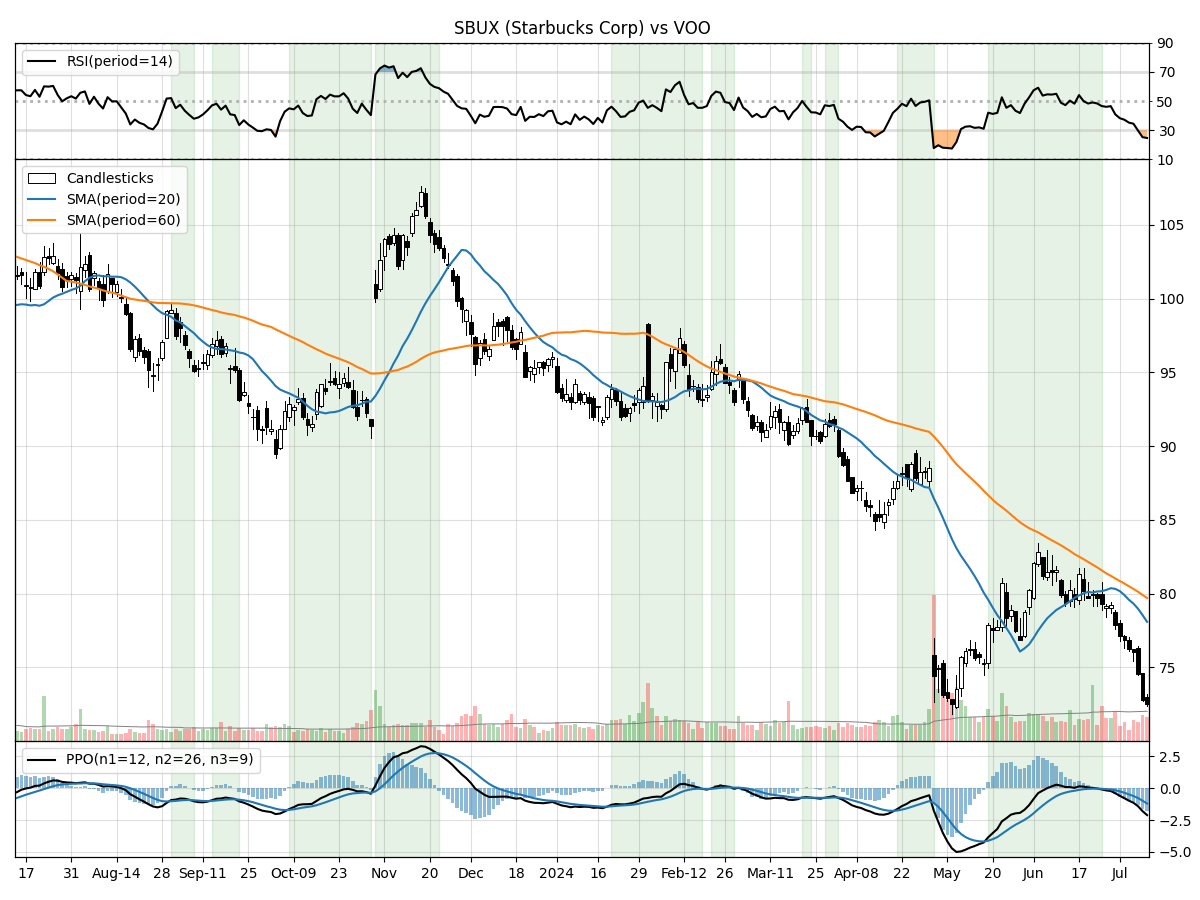 SBUX (Starbucks Corp) vs VOO
RSI(period=14)
90
70
50
30
10
Candlesticks
SMA(period=20)
SMA(period=60)
105
100
95
90
85
80
75
PPO(n1=12, n2=26, n3=9)
2.5
0.0
−2.5
−5.0
17 31 Aug-14 28 Sep-11 25 Oct-09 23 Nov 20 Dec 18 2024 16 29 Feb-12 26 Mar-11 25 Apr-08 22 May 20 Jun 17 Jul